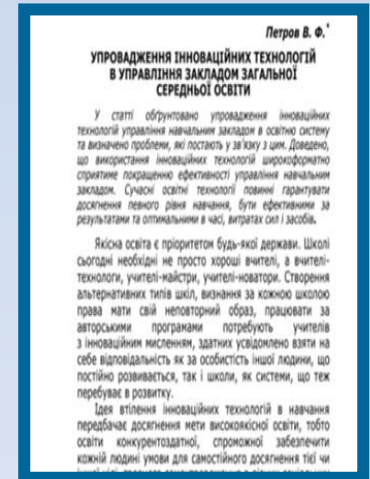 Петров В. Ф.*
УПРОВАДЖЕННЯ ІННОВАЦІЙНИХ ТЕХНОЛОГІЙ
В УПРАВЛІННЯ ЗАКЛАДОМ ЗАГАЛЬНОЇ
СЕРЕДНЬОЇ ОСВІТИ
У статті обґрунтовано упровадження інноваційних
технологій управління навчальним закладом в освітню систему
та визначено проблеми, які постають у зв'язку з цим. Доведено,
що використання інноваційних технологій широкоформатно
сприятиме покращенню ефективності управління навчальним
закладом. Сучасні освітні технології повинні гарантувати
досягнення певного рівня навчання, бути ефективними за
результатами та оптимальними в часі, витратах сил і засобів.
Якісна освіта є пріоритетом будь-якої держави. Школі
сьогодні необхідні не просто хороші вчителі, а вчителі-
технологи, учителі-майстри, учителі-новатори. Створення
альтернативних типів шкіл, визнання за кожною школою
права мати свій неповторний образ, працювати за
авторськими програмами потребують учителів
з інноваційним мисленням, здатних усвідомлено взяти на
себе відповідальність як за особистість іншої людини, що
постійно розвивається, так і школи, як системи, що теж
перебуває в розвитку.
Ідея втілення інноваційних технологій в навчання
передбачає досягнення мети високоякісної освіти, тобто
освіти конкурентоздатної, спроможної забезпечити
кожній людині умови для самостійного досягнення тієї чи